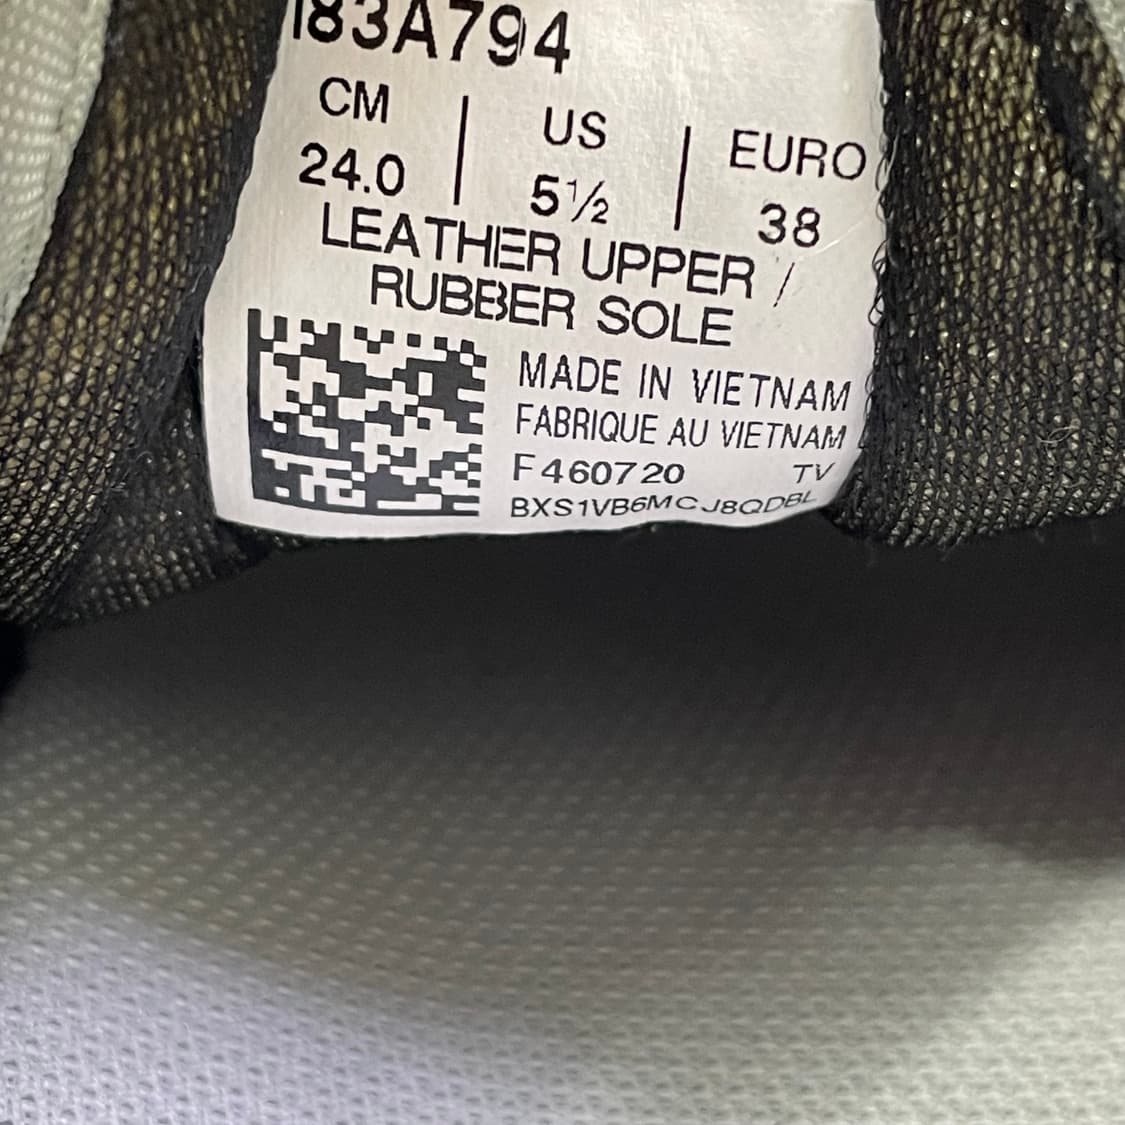 183A794
CM | US | EURO
24.0 | 5½ | 38
LEATHER UPPER /
RUBBER SOLE
MADE IN VIETNAM
FABRIQUE AU VIETNAM
F460720 TV
BXS1VB6MCJ8QDBL